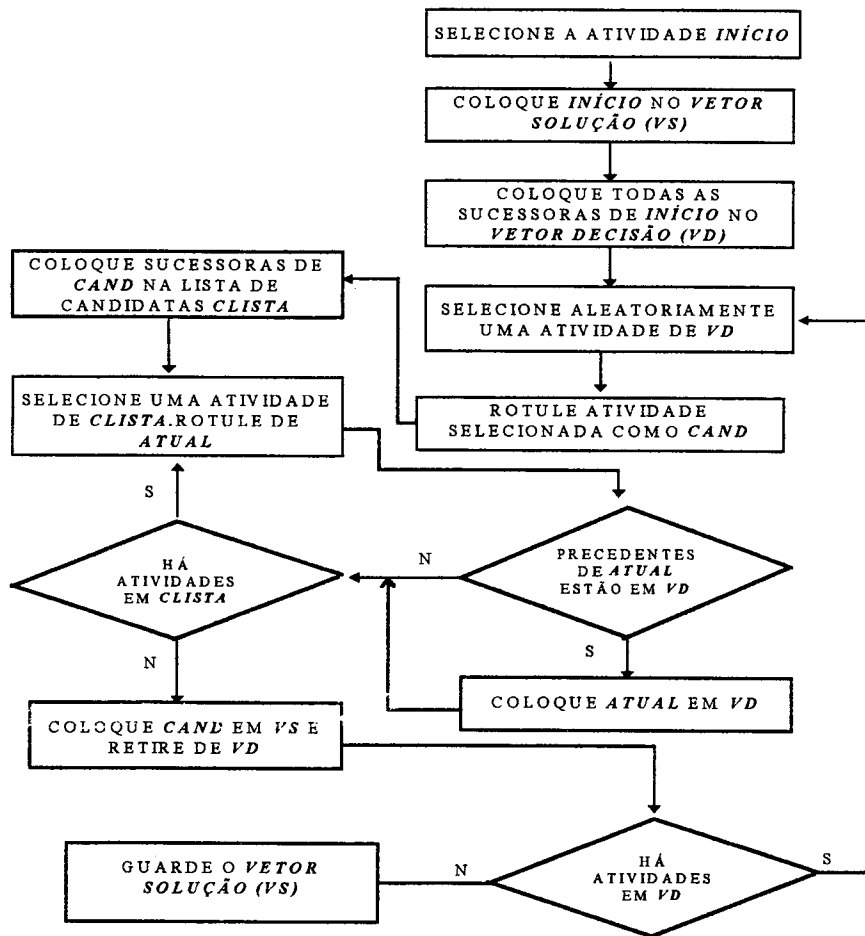 SELECIONE A ATIVIDADE INÍCIO
COLOQUE INÍCIO NO VETOR
SOLUÇÃO (VS)
COLOQUE TODAS AS
SUCESSORAS DE INÍCIO NO
VETOR DECISÃO (VD)
SELECIONE ALEATORIAMENTE
UMA ATIVIDADE DE VD
ROTULE ATIVIDADE
SELECIONADA COMO CAND
COLOQUE SUCESSORAS DE
CAND NA LISTA DE
CANDIDATAS CLISTA
SELECIONE UMA ATIVIDADE
DE CLISTA.ROTULE DE
ATUAL
PRECEDENTES
DE ATUAL
ESTÃO EM VD
N
S
COLOQUE ATUAL EM VD
HÁ
ATIVIDADES
EM CLISTA
S
N
COLOQUE CAND EM VS E
RETIRE DE VD
HÁ
ATIVIDADES
EM VD
S
N
GUARDE O VETOR
SOLUÇÃO (VS)